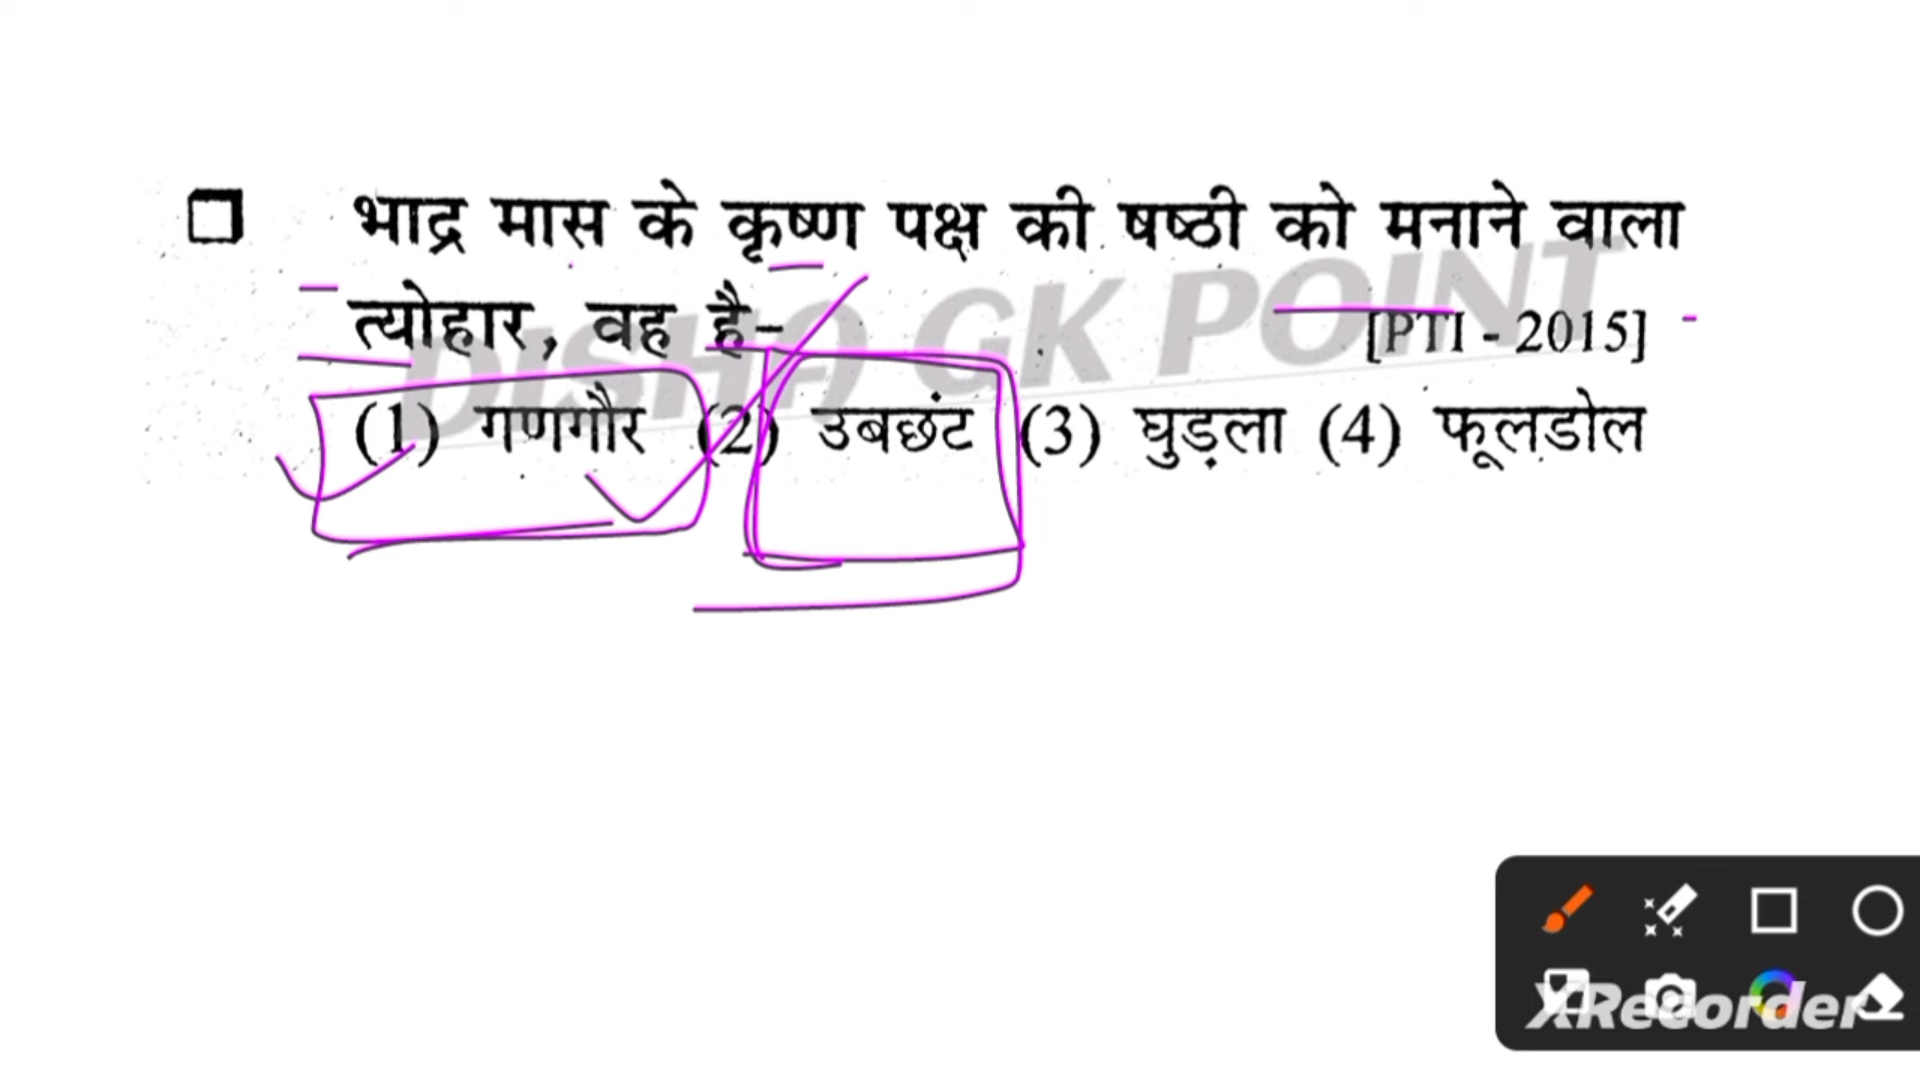 भाद्र मास के कृष्ण पक्ष की षष्ठी को मनाने वाला
त्योहार, वह है-
[PTI - 2015]
DISHA GK POINT
(1) गणगौर (2) उबछंट (3) घुड़ला (4) फूलडोल
XRecorder